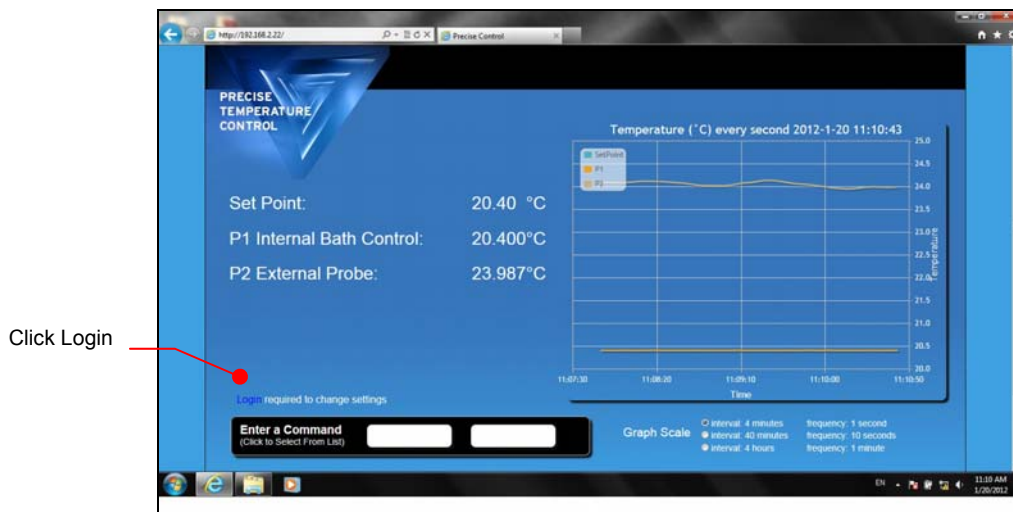 http://192.168.2.22/
Precise Control
PRECISE
TEMPERATURE
CONTROL
Temperature (°C) every second 2012-1-20 11:10:43
SetPoint
P1
P2
25.0
24.5
24.0
23.5
23.0
22.5
22.0
21.5
21.0
20.5
20.0
Temperature
11:07:30
11:08:20
11:09:10
11:10:00
11:10:50
Time
Set Point: 20.40 °C
P1 Internal Bath Control: 20.400°C
P2 External Probe: 23.987°C
Click Login
Login required to change settings
Enter a Command
(Click to Select From List)
Graph Scale
interval: 4 minutes frequency: 1 second
interval: 40 minutes frequency: 10 seconds
interval: 4 hours frequency: 1 minute
EN
11:10 AM
1/20/2012